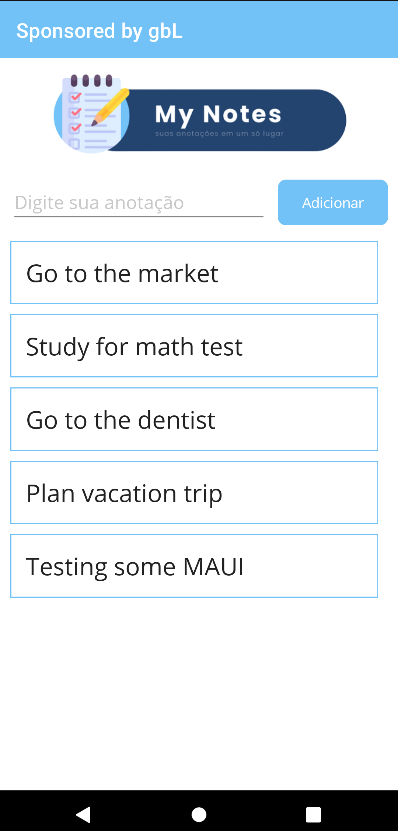 Sponsored by gbL
My Notes
suas anotações em um só lugar
Digite sua anotação
Adicionar
Go to the market
Study for math test
Go to the dentist
Plan vacation trip
Testing some MAUI